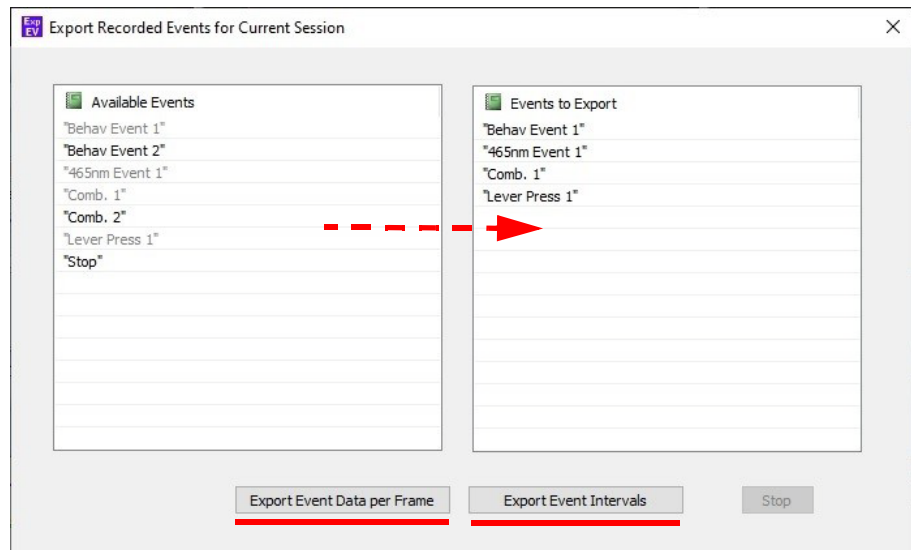 Exp
EV
Export Recorded Events for Current Session
Available Events
"Behav Event 1"
"Behav Event 2"
"465nm Event 1"
"Comb. 1"
"Comb. 2"
"Lever Press 1"
"Stop"
Events to Export
"Behav Event 1"
"465nm Event 1"
"Comb. 1"
"Lever Press 1"
Export Event Data per Frame
Export Event Intervals
Stop